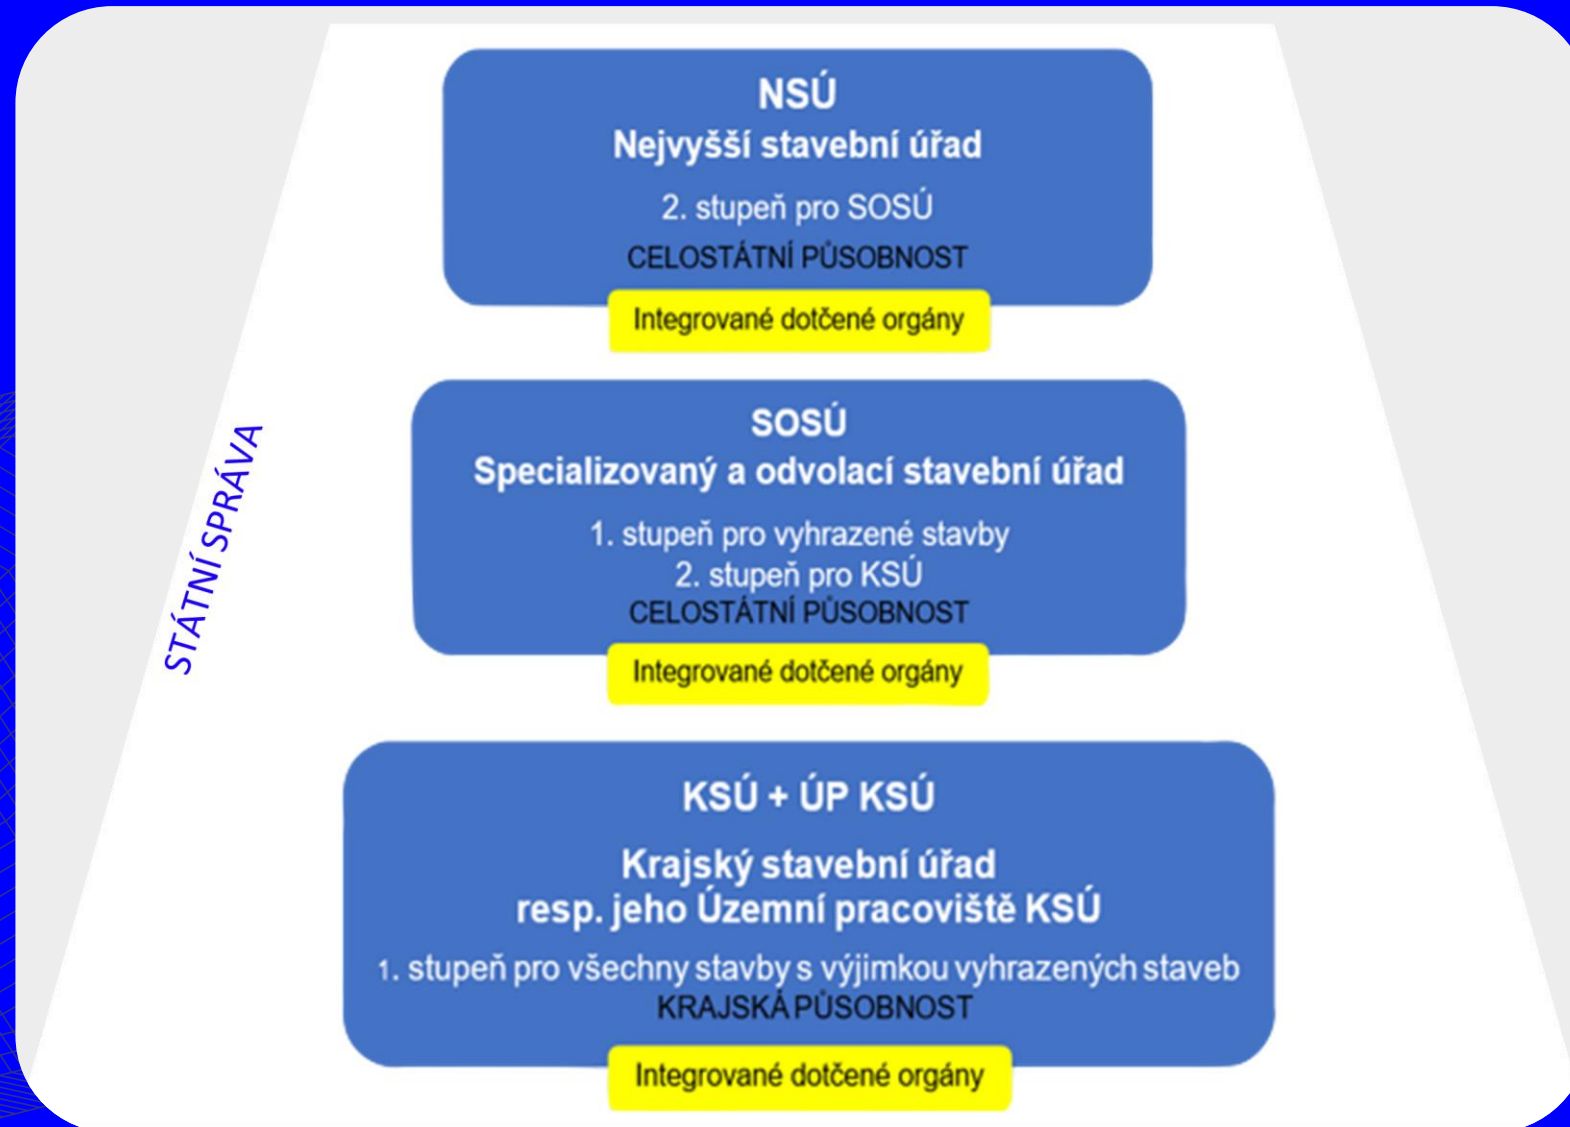 NSÚ
Nejvyšší stavební úřad
2. stupeň pro SOSÚ
CELOSTÁTNÍ PŮSOBNOST
Integrované dotčené orgány
STÁTNÍ SPRÁVA
SOSÚ
Specializovaný a odvolací stavební úřad
1. stupeň pro vyhrazené stavby
2. stupeň pro KSÚ
CELOSTÁTNÍ PŮSOBNOST
Integrované dotčené orgány
KSÚ + ÚP KSÚ
Krajský stavební úřad
resp. jeho Územní pracoviště KSÚ
1. stupeň pro všechny stavby s výjimkou vyhrazených staveb
KRAJSKÁ PŮSOBNOST
Integrované dotčené orgány